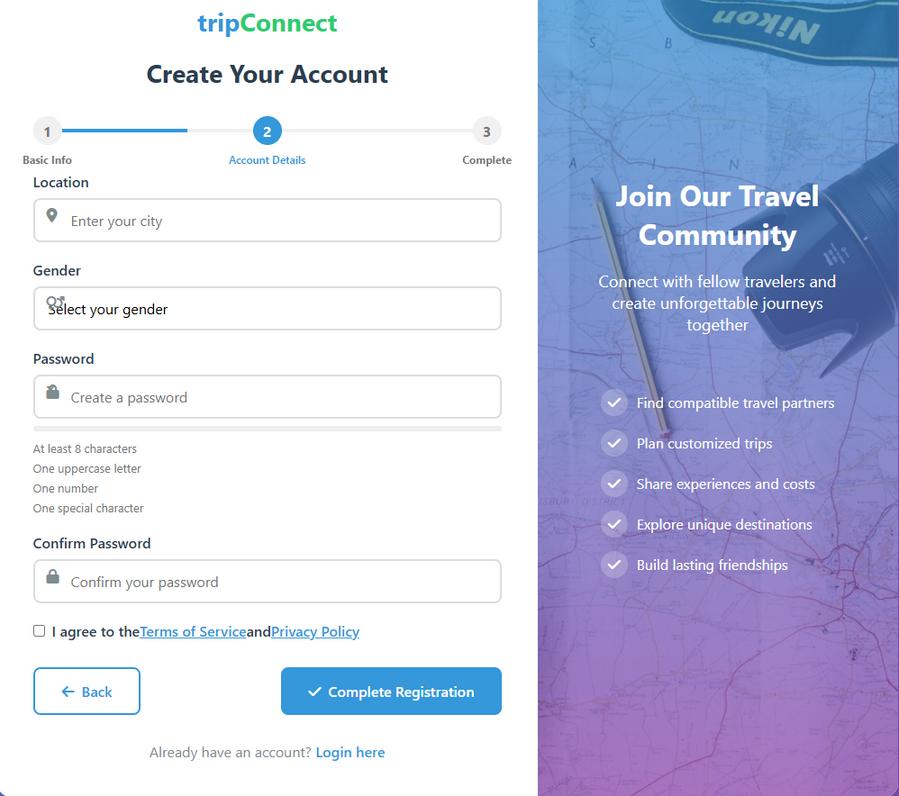 tripConnect
Create Your Account
1
2
3
Basic Info
Account Details
Complete
Location
Enter your city
Gender
Select your gender
Password
Create a password
At least 8 characters
One uppercase letter
One number
One special character
Confirm Password
Confirm your password
I agree to theTerms of ServiceandPrivacy Policy
← Back
Complete Registration
Already have an account? Login here
Nikon
S B
A I N
Join Our Travel
Community
Connect with fellow travelers and
create unforgettable journeys
together
Find compatible travel partners
Plan customized trips
Share experiences and costs
Explore unique destinations
Build lasting friendships